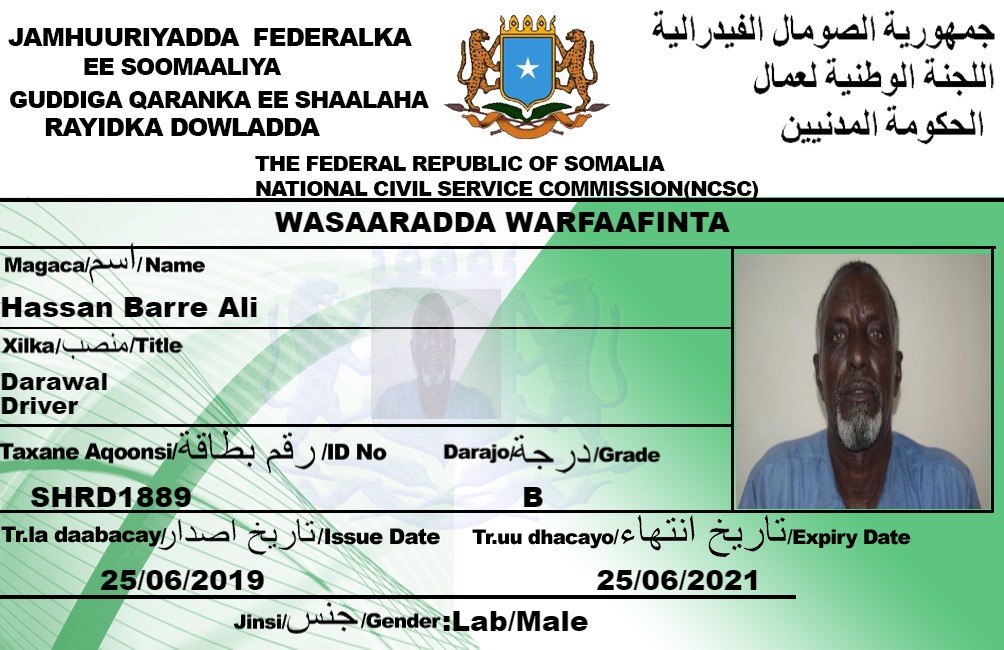 JAMHUURIYADDA FEDERALKA
EE SOOMAALIYA
GUDDIGA QARANKA EE SHAALAHA
RAYIDKA DOWLADDA
جمهورية الصومال الفيدرالية
اللجنة الوطنية لعمال
الحكومة المدنيين
THE FEDERAL REPUBLIC OF SOMALIA
NATIONAL CIVIL SERVICE COMMISSION(NCSC)
WASAARADDA WARFAAFINTA
Magaca/اسم/Name
Hassan Barre Ali
Xilka/منصب/Title
Darawal
Driver
Taxane Aqoonsi/رقم بطاقة/ID No
Darajo/درجة/Grade
SHRD1889
B
Tr.la daabacay/تاريخ اصدار/Issue Date
Tr.uu dhacayo/تاريخ انتهاء/Expiry Date
25/06/2019
25/06/2021
Jinsi/جنس/Gender:Lab/Male
NCSC